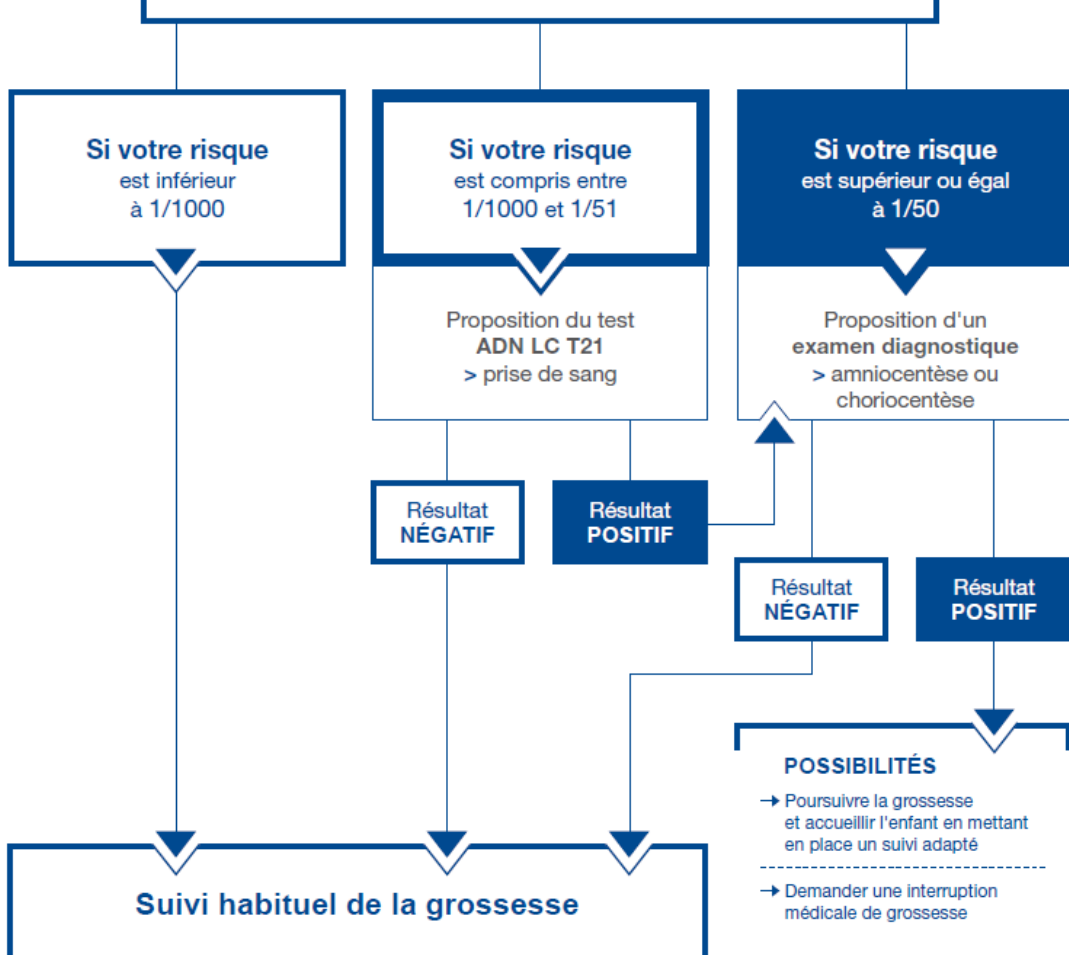 Si votre risque
est inférieur
à 1/1000
Si votre risque
est compris entre
1/1000 et 1/51
Si votre risque
est supérieur ou égal
à 1/50
Proposition du test
ADN LC T21
> prise de sang
Proposition d'un
examen diagnostique
> amniocentèse ou
choriocentèse
Résultat
NÉGATIF
Résultat
POSITIF
Résultat
NÉGATIF
Résultat
POSITIF
POSSIBILITÉS
→ Poursuivre la grossesse
et accueillir l'enfant en mettant
en place un suivi adapté
→ Demander une interruption
médicale de grossesse
Suivi habituel de la grossesse